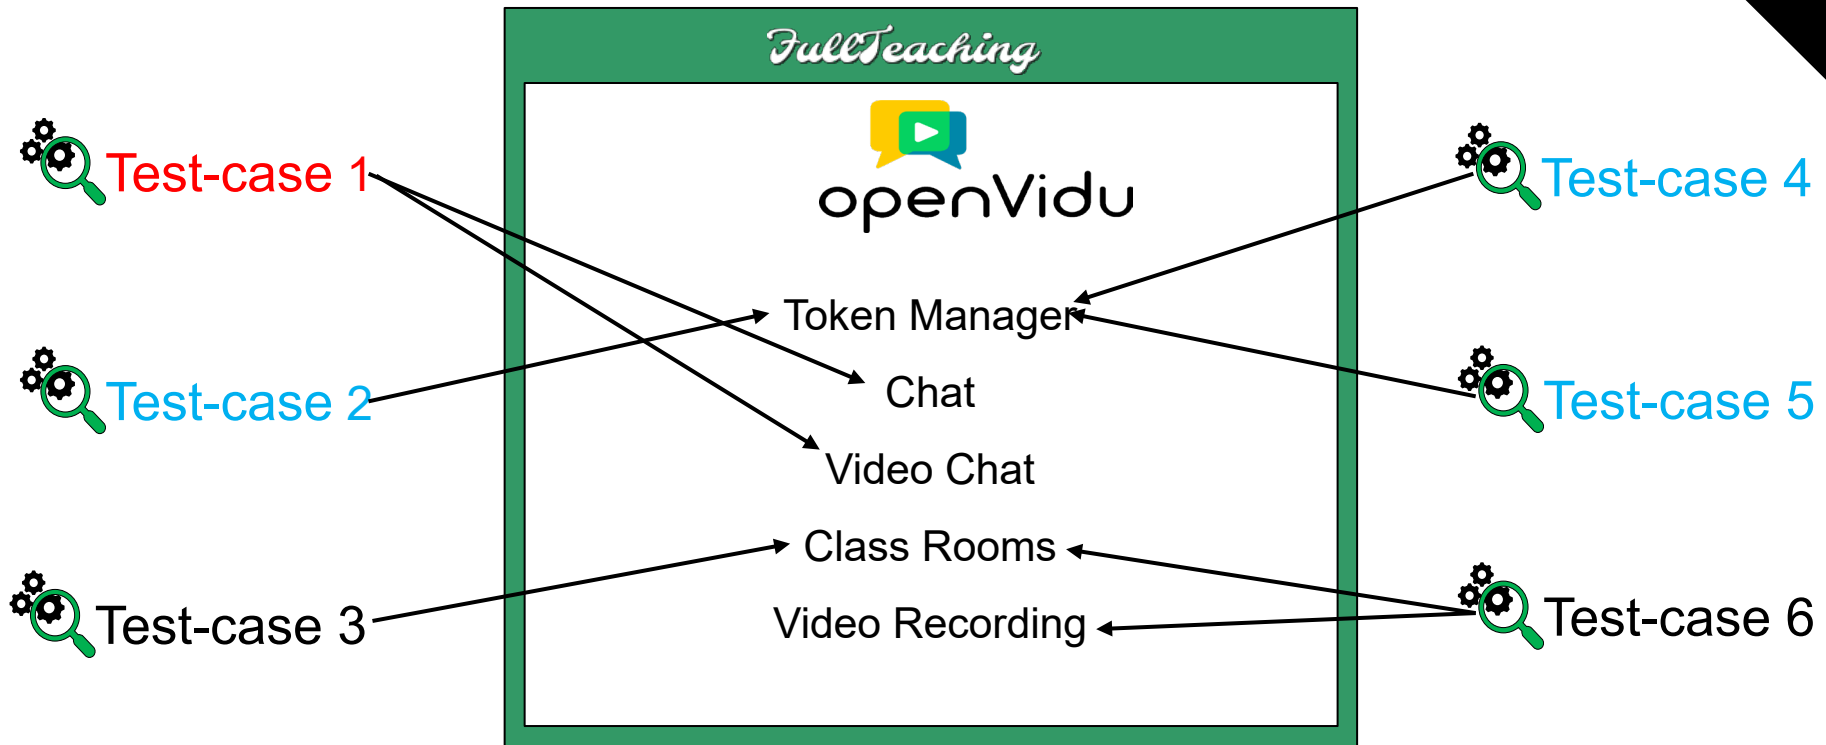 FullTeaching
openVidu
Test-case 1
Test-case 2
Test-case 3
Token Manager
Chat
Video Chat
Class Rooms
Video Recording
Test-case 4
Test-case 5
Test-case 6